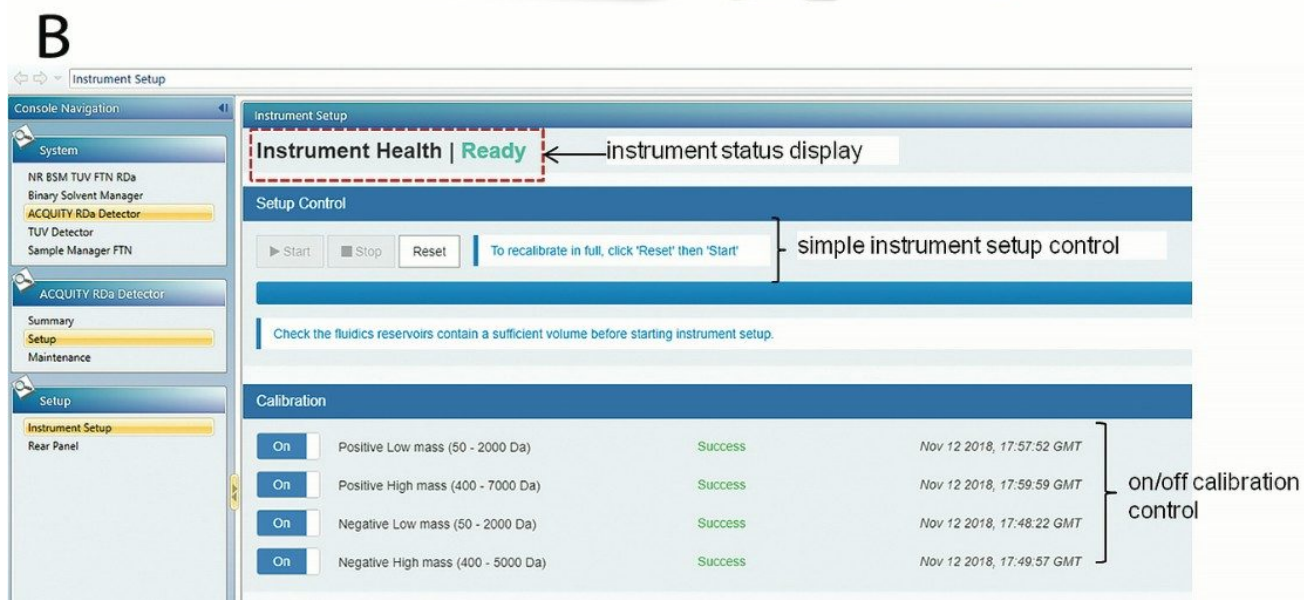 B
Instrument Setup
Console Navigation
System
NR BSM TUV FTN RDa
Binary Solvent Manager
ACQUITY RDa Detector
TUV Detector
Sample Manager FTN
ACQUITY RDa Detector
Summary
Setup
Maintenance
Setup
Instrument Setup
Rear Panel
Instrument Setup
Instrument Health | Ready instrument status display
Setup Control
Start Stop Reset To recalibrate in full, click 'Reset' then 'Start' simple instrument setup control
Check the fluidics reservoirs contain a sufficient volume before starting instrument setup.
Calibration
On Positive Low mass (50 - 2000 Da) Success Nov 12 2018, 17:57:52 GMT
On Positive High mass (400 - 7000 Da) Success Nov 12 2018, 17:59:59 GMT
On Negative Low mass (50 - 2000 Da) Success Nov 12 2018, 17:48:22 GMT
On Negative High mass (400 - 5000 Da) Success Nov 12 2018, 17:49:57 GMT
on/off calibration
control